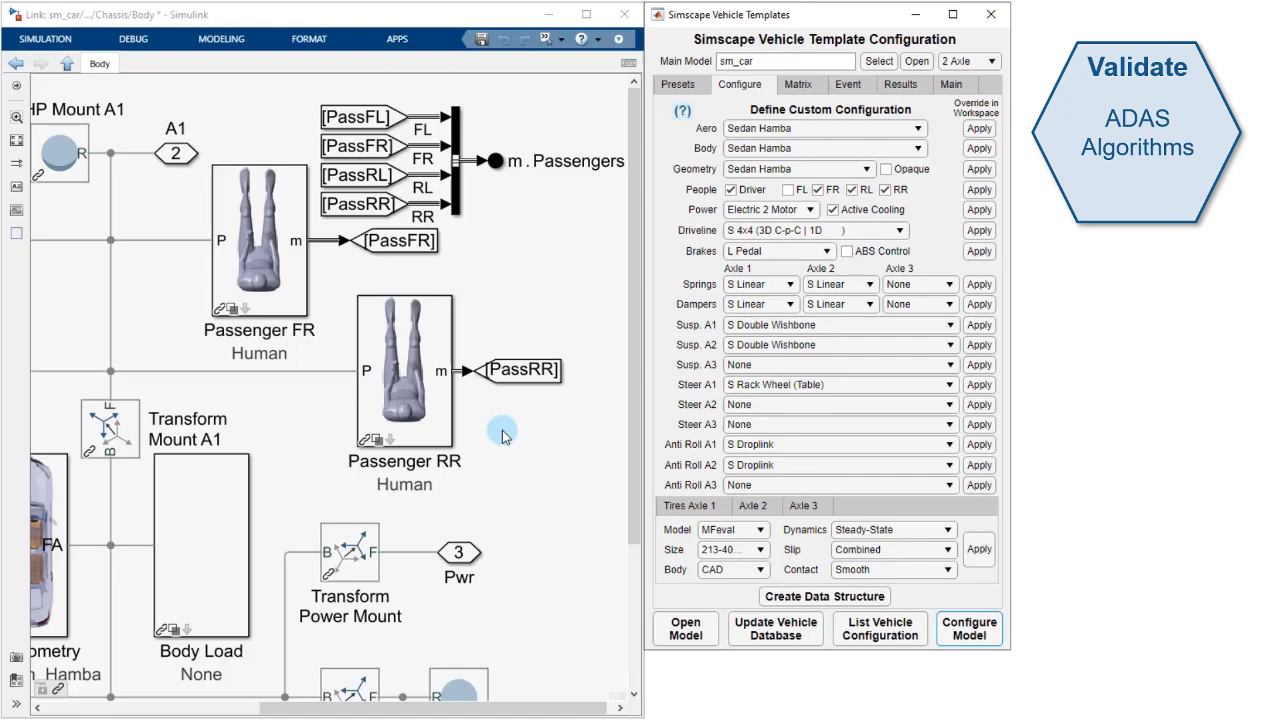 Link: sm_car/.../Chassis/Body * - Simulink
SIMULATION DEBUG MODELING FORMAT APPS
Body
HP Mount A1
R
A1
2
[PassFL]
FL
[PassFR]
FR
[PassRL]
RL
[PassRR]
RR
m . Passengers
P m
[PassFR]
Passenger FR
Human
P m
[PassRR]
Passenger RR
Human
F
B
Transform
Mount A1
FA
ometry
n_Hamba
Body Load
None
B F
3
Pwr
Transform
Power Mount
B F
R
Simscape Vehicle Templates
Simscape Vehicle Template Configuration
Main Model sm_car Select Open 2 Axle
Presets Configure Matrix Event Results Main
(?) Define Custom Configuration Override in
Workspace
Aero Sedan Hamba Apply
Body Sedan Hamba Apply
Geometry Sedan Hamba Opaque Apply
People Driver FL FR RL RR Apply
Power Electric 2 Motor Active Cooling Apply
Driveline S 4x4 (3D C-p-C | 1D ) Apply
Brakes L Pedal ABS Control Apply
Axle 1 Axle 2 Axle 3
Springs S Linear S Linear None Apply
Dampers S Linear S Linear None Apply
Susp. A1 S Double Wishbone Apply
Susp. A2 S Double Wishbone Apply
Susp. A3 None Apply
Steer A1 S Rack Wheel (Table) Apply
Steer A2 None Apply
Steer A3 None Apply
Anti Roll A1 S Droplink Apply
Anti Roll A2 S Droplink Apply
Anti Roll A3 None Apply
Tires Axle 1 Axle 2 Axle 3
Model MFeval Dynamics Steady-State
Size 213-40... Slip Combined Apply
Body CAD Contact Smooth
Create Data Structure
Open
Model
Update Vehicle
Database
List Vehicle
Configuration
Configure
Model
Validate
ADAS
Algorithms